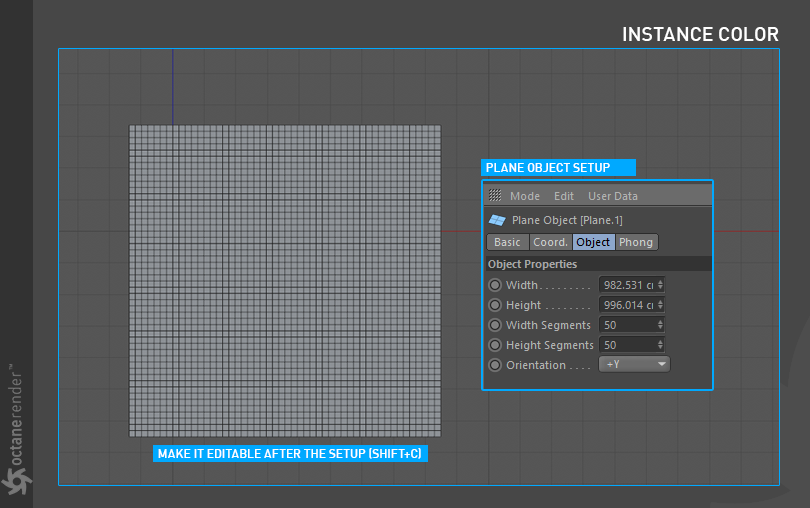 INSTANCE COLOR
PLANE OBJECT SETUP
Mode Edit User Data
Plane Object [Plane.1]
Basic Coord. Object Phong
Object Properties
Width . . . . . . . . . 982.531 cm
Height . . . . . . . . 996.014 cm
Width Segments 50
Height Segments 50
Orientation . . . . +Y
MAKE IT EDITABLE AFTER THE SETUP (SHIFT+C)
octanerender™